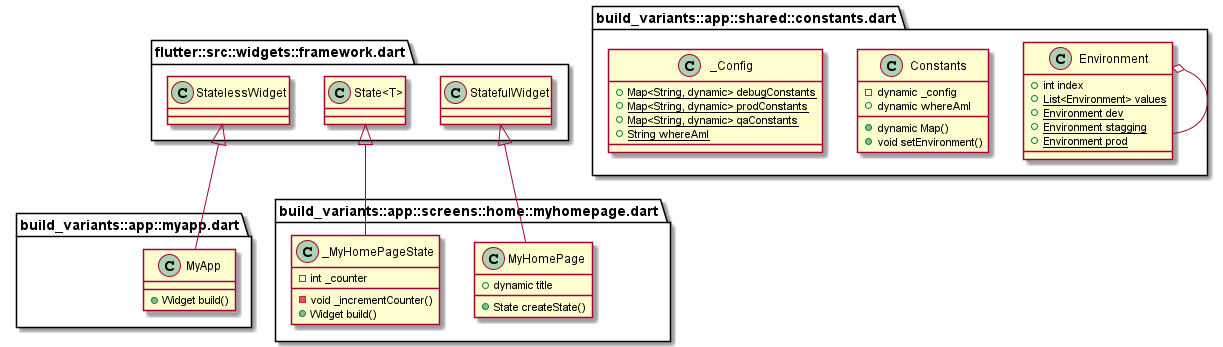 build_variants::app::shared::constants.dart
C _Config
Map<String, dynamic> debugConstants
Map<String, dynamic> prodConstants
Map<String, dynamic> qaConstants
String whereAmI
C Constants
dynamic _config
dynamic whereAmI
dynamic Map()
void setEnvironment()
C Environment
int index
List<Environment> values
Environment dev
Environment stagging
Environment prod
flutter::src::widgets::framework.dart
C StatelessWidget
C State<T>
C StatefulWidget
build_variants::app::myapp.dart
C MyApp
Widget build()
build_variants::app::screens::home::myhomepage.dart
C _MyHomePageState
int _counter
void _incrementCounter()
Widget build()
C MyHomePage
dynamic title
State createState()